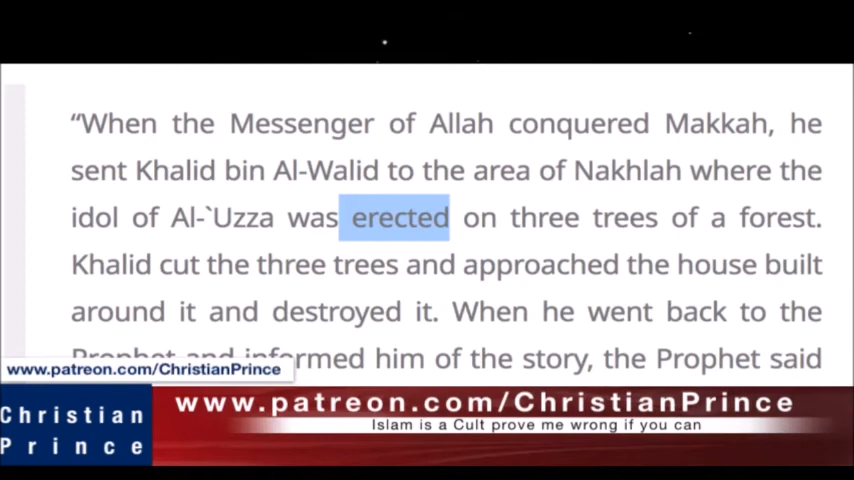 “When the Messenger of Allah conquered Makkah, he
sent Khalid bin Al-Walid to the area of Nakhlah where the
idol of Al-`Uzza was erected on three trees of a forest.
Khalid cut the three trees and approached the house built
around it and destroyed it. When he went back to the
Prophet and informed him of the story, the Prophet said
www.patreon.com/ChristianPrince
www.patreon.com/ChristianPrince
Islam is a Cult prove me wrong if you can
Christian
Prince